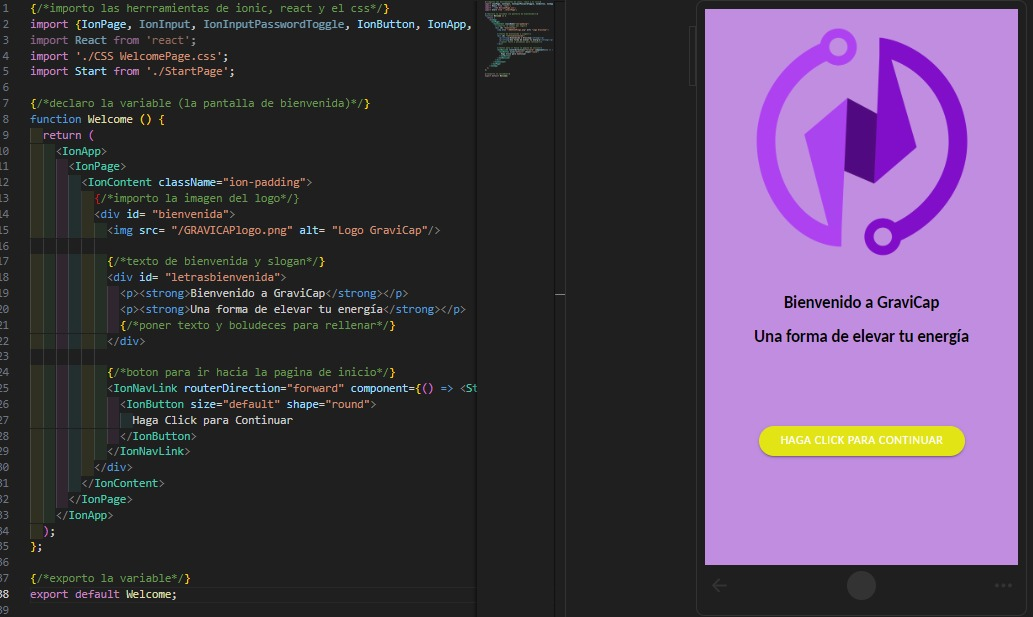 1 {/*importo las herrramientas de ionic, react y el css*/}
2 import {IonPage, IonInput, IonInputPasswordToggle, IonButton, IonApp,
3 import React from 'react';
4 import './CSS WelcomePage.css';
5 import Start from './StartPage';
6
7 {/*declaro la variable (la pantalla de bienvenida)*/}
8 function Welcome () {
9 return (
10 <IonApp>
11 <IonPage>
12 <IonContent className="ion-padding">
13 {/*importo la imagen del logo*/}
14 <div id= "bienvenida">
15 <img src= "/GRAVICAPlogo.png" alt= "Logo GraviCap"/>
16
17 {/*texto de bienvenida y slogan*/}
18 <div id= "letrasbienvenida">
19 <p><strong>Bienvenido a GraviCap</strong></p>
20 <p><strong>Una forma de elevar tu energía</strong></p>
21 {/*poner texto y boludeces para rellenar*/}
22 </div>
23
24 {/*boton para ir hacia la pagina de inicio*/}
25 <IonNavLink routerDirection="forward" component={() => <St
26 <IonButton size="default" shape="round">
27 Haga Click para Continuar
28 </IonButton>
29 </IonNavLink>
30 </div>
31 </IonContent>
32 </IonPage>
33 </IonApp>
34 );
35 };
36
37 {/*exporto la variable*/}
38 export default Welcome;
39
Bienvenido a GraviCap
Una forma de elevar tu energía
HAGA CLICK PARA CONTINUAR